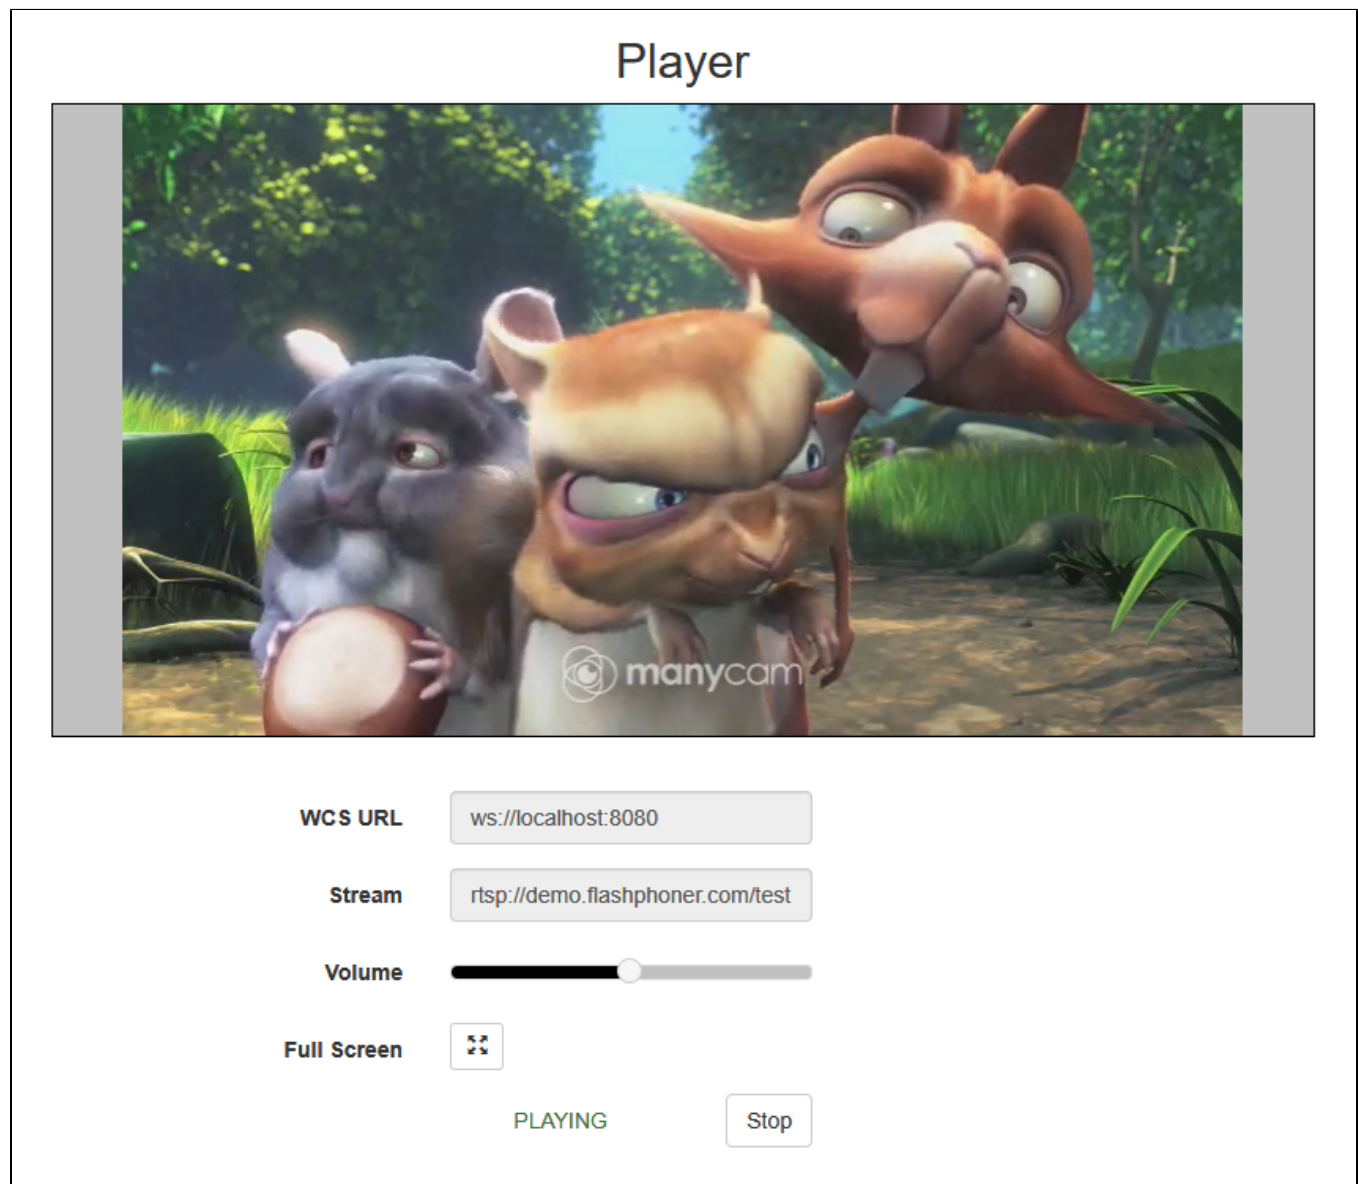 Player
manycam
WCS URL
ws://localhost:8080
Stream
rtsp://demo.flashphoner.com/test
Volume
Full Screen
PLAYING
Stop